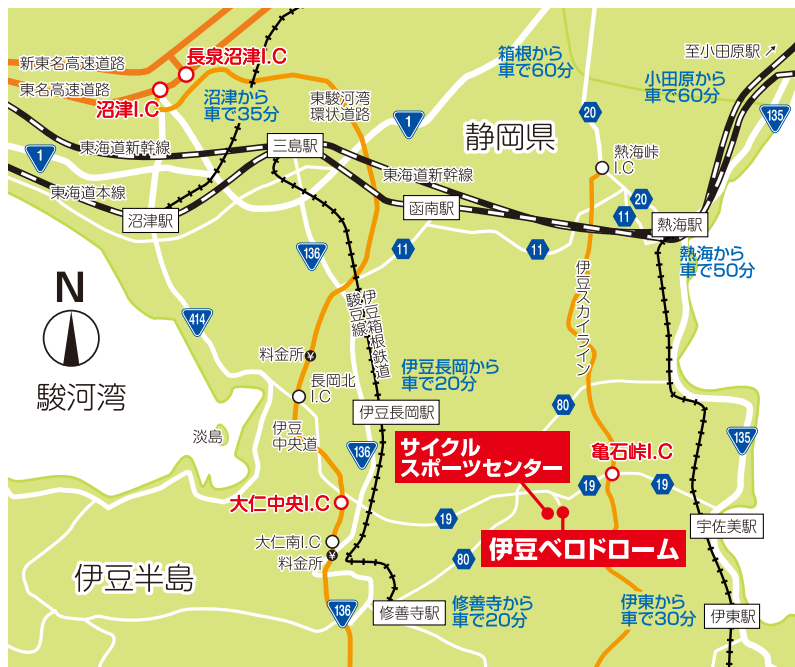 新東名高速道路
長泉沼津I.C
東名高速道路
沼津I.C
沼津から
車で35分
東駿河湾
環状道路
箱根から
車で60分
至小田原駅↗
小田原から
車で60分
135
20
1
静岡県
1
東海道新幹線
三島駅
東海道新幹線
熱海峠
I.C
東海道本線
沼津駅
函南駅
20
11
熱海駅
136
11
11
熱海から
車で50分
N
414
伊豆箱根鉄道
駿豆線
伊豆スカイライン
料金所
¥
駿河湾
長岡北
I.C
伊豆長岡から
車で20分
伊豆長岡駅
80
淡島
伊豆
中央道
136
サイクル
スポーツセンター
亀石峠I.C
135
大仁中央I.C
19
19
19
宇佐美駅
大仁南I.C
¥
料金所
80
伊豆ベロドローム
伊豆半島
136
修善寺駅
修善寺から
車で20分
伊東から
車で30分
伊東駅